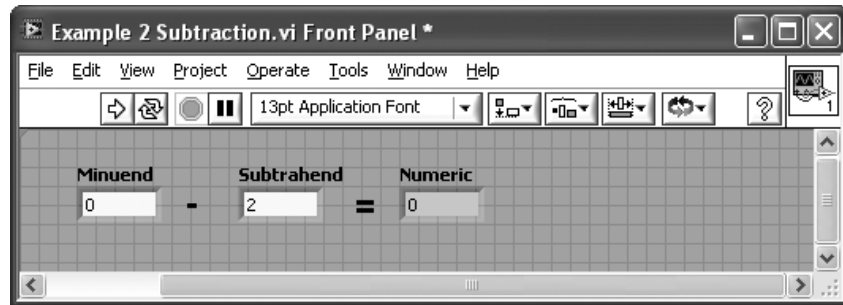 Example 2 Subtraction.vi Front Panel *
File Edit View Project Operate Tools Window Help
13pt Application Font
1
Minuend Subtrahend Numeric
0 - 2 = 0